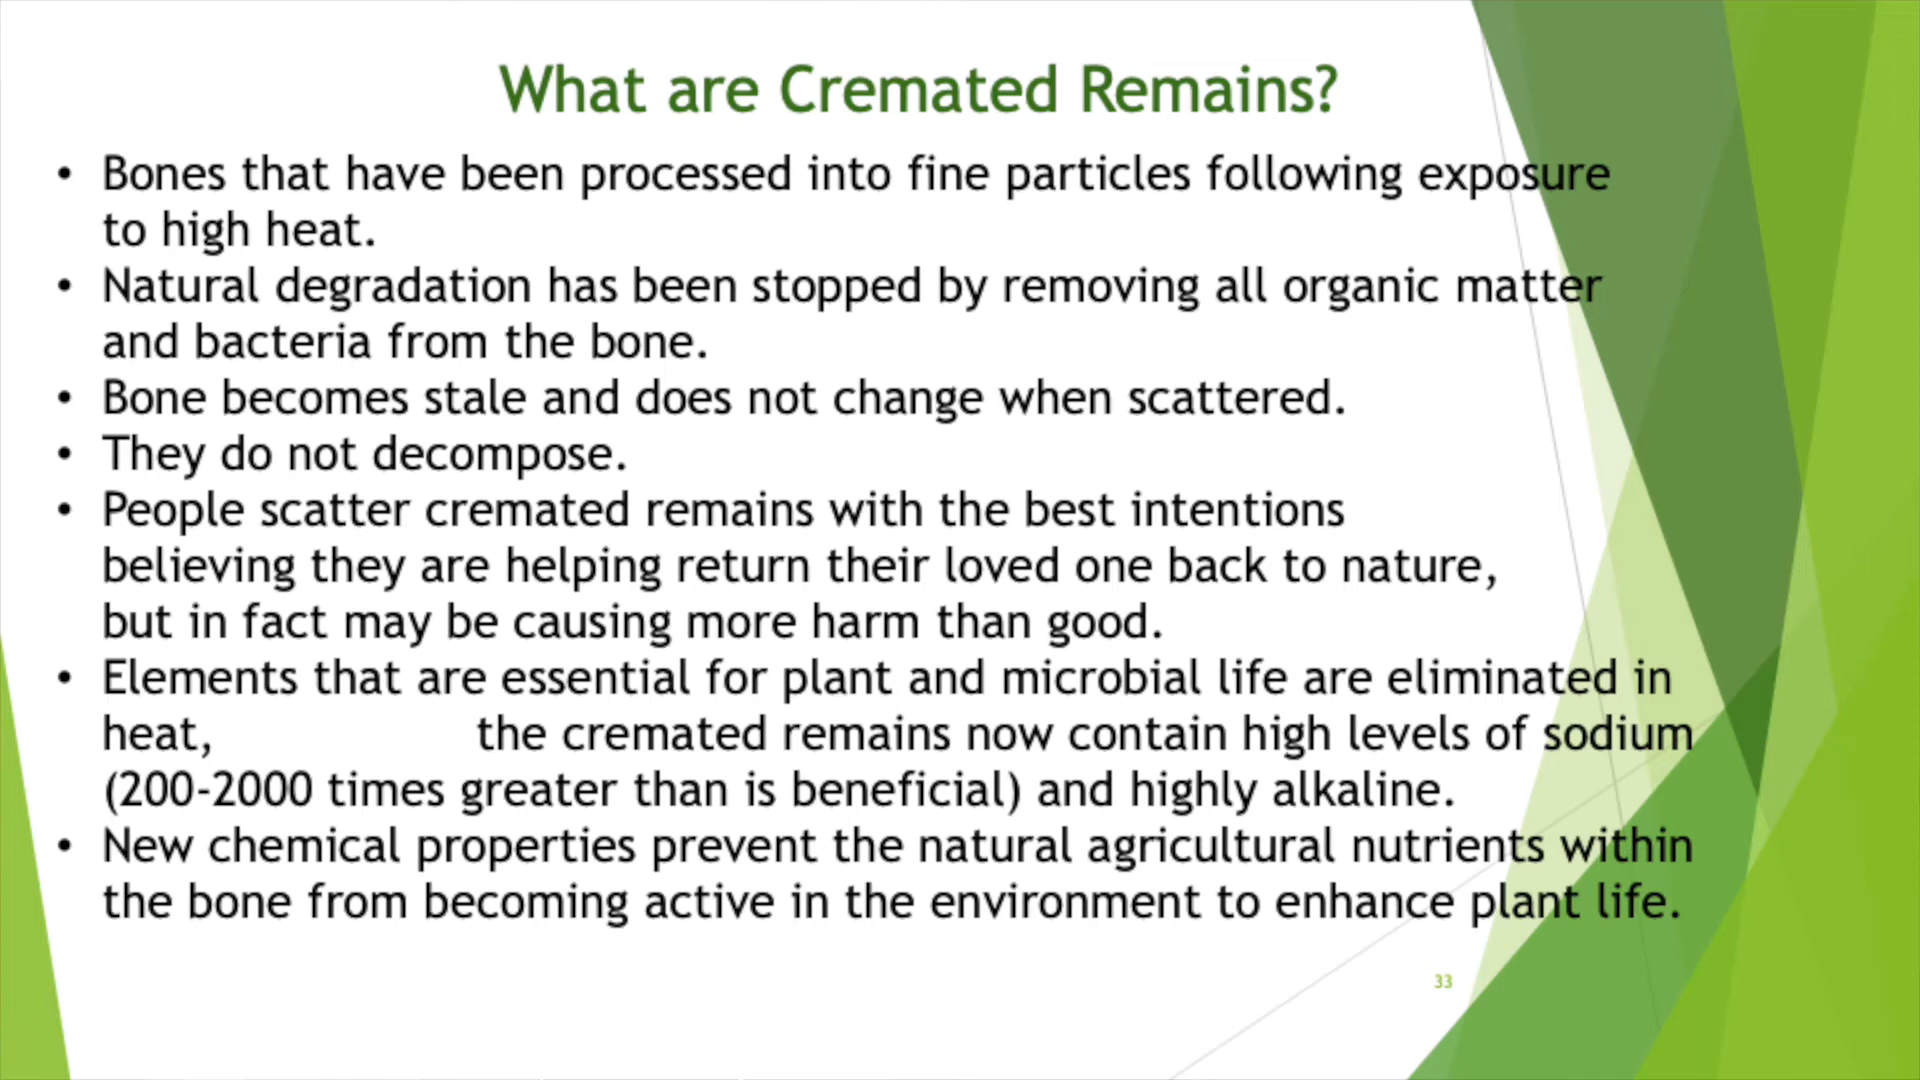 What are Cremated Remains?
• Bones that have been processed into fine particles following exposure
to high heat.
• Natural degradation has been stopped by removing all organic matter
and bacteria from the bone.
• Bone becomes stale and does not change when scattered.
• They do not decompose.
• People scatter cremated remains with the best intentions
believing they are helping return their loved one back to nature,
but in fact may be causing more harm than good.
• Elements that are essential for plant and microbial life are eliminated in
heat, the cremated remains now contain high levels of sodium
(200-2000 times greater than is beneficial) and highly alkaline.
• New chemical properties prevent the natural agricultural nutrients within
the bone from becoming active in the environment to enhance plant life.
33